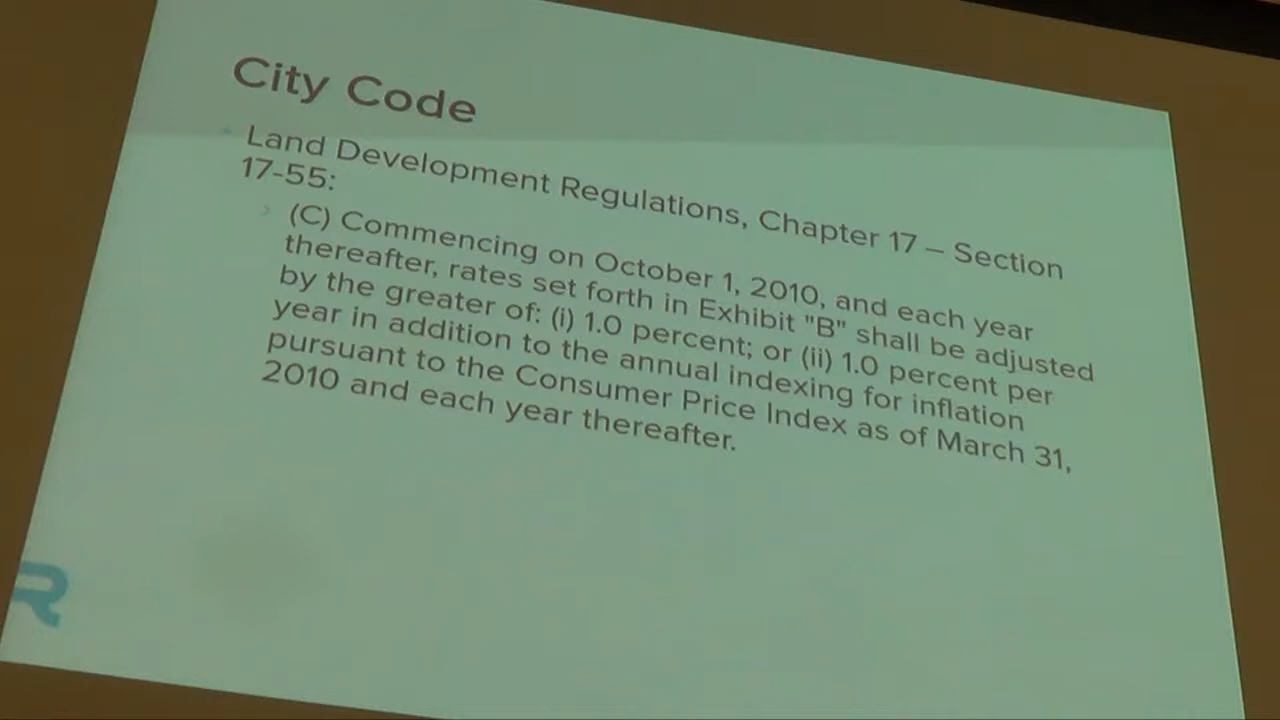 City Code
Land Development Regulations, Chapter 17 – Section
17-55:
(C) Commencing on October 1, 2010, and each year
thereafter, rates set forth in Exhibit "B" shall be adjusted
by the greater of: (i) 1.0 percent; or (ii) 1.0 percent per
year in addition to the annual indexing for inflation
pursuant to the Consumer Price Index as of March 31,
2010 and each year thereafter.
R